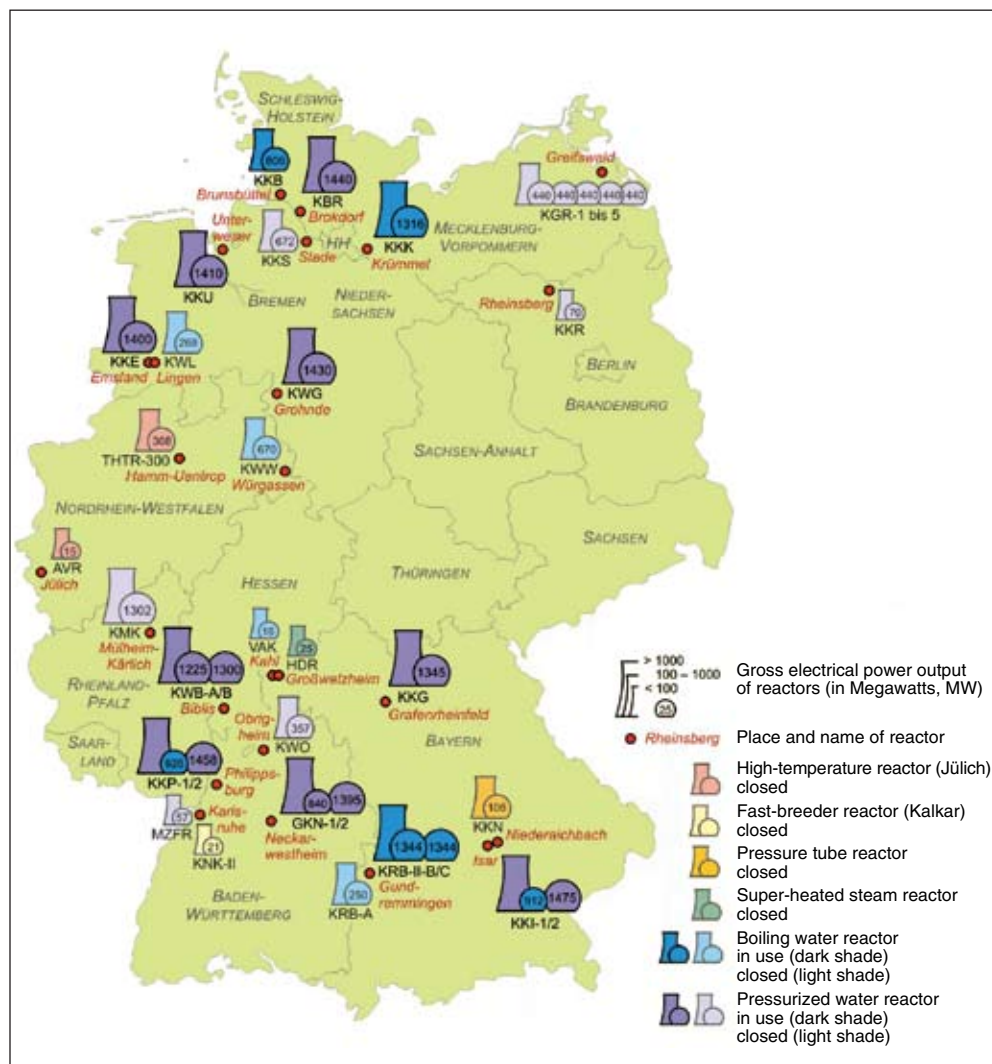 SCHLESWIG-
HOLSTEIN
806
KKB
Brunsbüttel
1440
KBR
Brokdorf
Greifswald
440 440 440 440 440
KGR-1 bis 5
Unter-
weser
672
KKS
Stade
HH
1316
KKK
Krümmel
MECKLENBURG-
VORPOMMERN
1410
KKU
BREMEN
NIEDER-
SACHSEN
Rheinsberg
70
KKR
1400
KKE
Emsland
268
KWL
Lingen
1430
KWG
Grohnde
BERLIN
BRANDENBURG
308
THTR-300
Hamm-Uentrop
670
KWW
Würgassen
SACHSEN-ANHALT
NORDRHEIN-WESTFALEN
SACHSEN
15
AVR
Jülich
HESSEN
THÜRINGEN
1302
KMK
Mülheim-
Kärlich
VAK
Kahl
25
HDR
Großwelzheim
1225 1300
KWB-A/B
Biblis
1345
KKG
Grafenrheinfeld
RHEINLAND-
PFALZ
Obrig-
heim
357
KWO
BAYERN
SAAR-
LAND
926 1458
KKP-1/2
Philipps-
burg
57
MZFR
Karls-
ruhe
21
KNK-II
840 1395
GKN-1/2
Neckar-
westheim
106
KKN
Niederaichbach
Isar
1344 1344
KRB-II-B/C
Gund-
remmingen
250
KRB-A
912 1475
KKI-1/2
BADEN-
WÜRTTEMBERG
> 1000
100 – 1000
< 100
25
Gross electrical power output
of reactors (in Megawatts, MW)
Rheinsberg
Place and name of reactor
High-temperature reactor (Jülich)
closed
Fast-breeder reactor (Kalkar)
closed
Pressure tube reactor
closed
Super-heated steam reactor
closed
Boiling water reactor
in use (dark shade)
closed (light shade)
Pressurized water reactor
in use (dark shade)
closed (light shade)